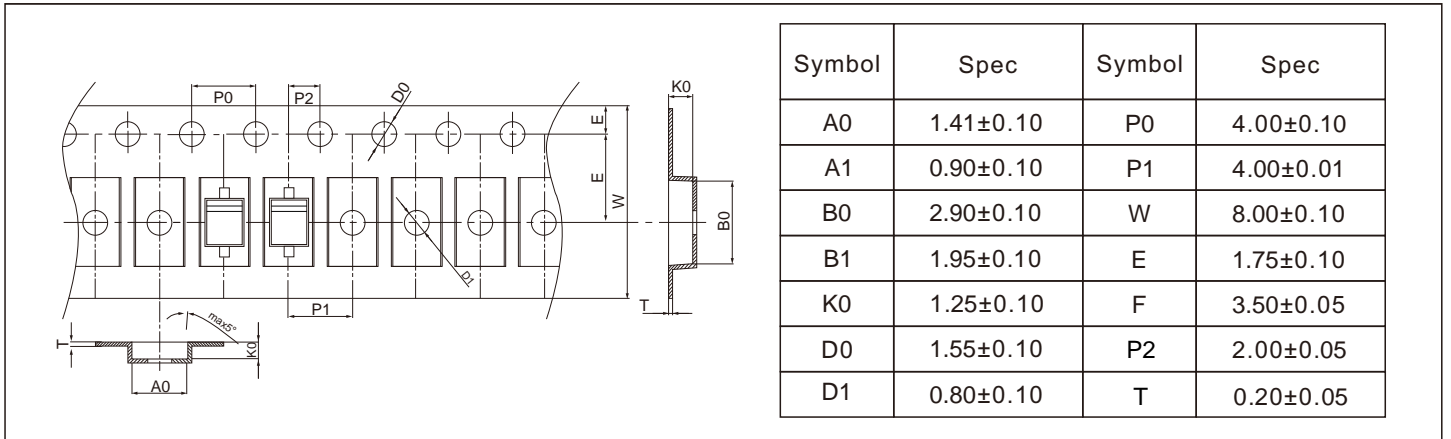 P0
P2
D0
E
E
W
D1
P1
T
max5°
K0
A0
K0
B0
T
Symbol Spec Symbol Spec
A0 1.41±0.10 P0 4.00±0.10
A1 0.90±0.10 P1 4.00±0.01
B0 2.90±0.10 W 8.00±0.10
B1 1.95±0.10 E 1.75±0.10
K0 1.25±0.10 F 3.50±0.05
D0 1.55±0.10 P2 2.00±0.05
D1 0.80±0.10 T 0.20±0.05